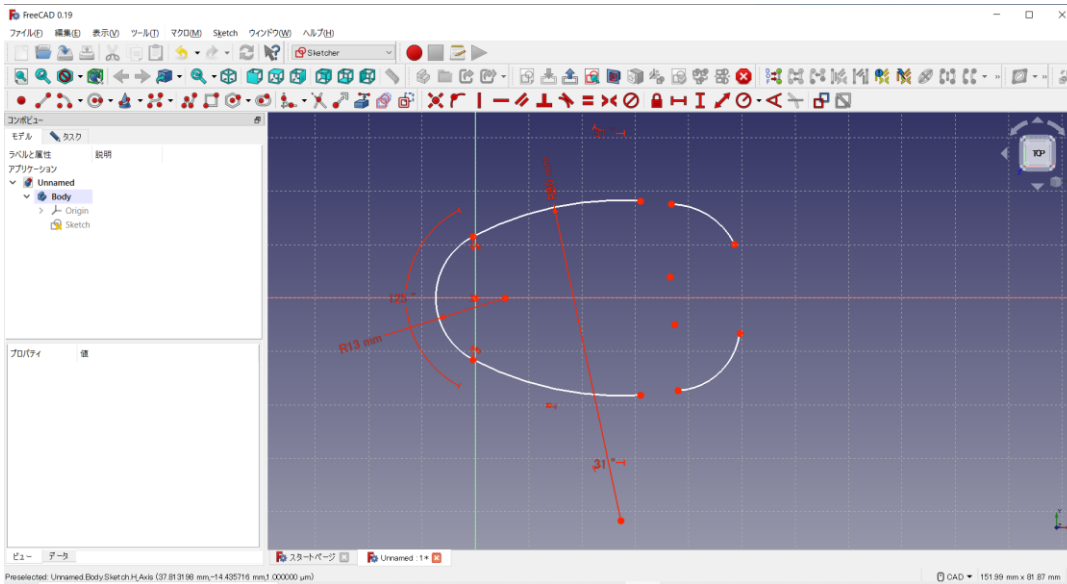 FreeCAD 0.19
ファイル(F) 編集(E) 表示(V) ツール(T) マクロ(M) Sketch ウィンドウ(W) ヘルプ(H)
Sketcher
コンボビュー
モデル タスク
ラベルと属性 説明
アプリケーション
Unnamed
Body
Origin
Sketch
プロパティ 値
TOP
125 °
R13 mm
31 °
ビュー データ
スタートページ
Unnamed : 1*
Preselected: Unnamed.Body.Sketch.H_Axis (37.813198 mm,-14.435716 mm,1.000000 μm)
CAD
151.99 mm x 81.87 mm